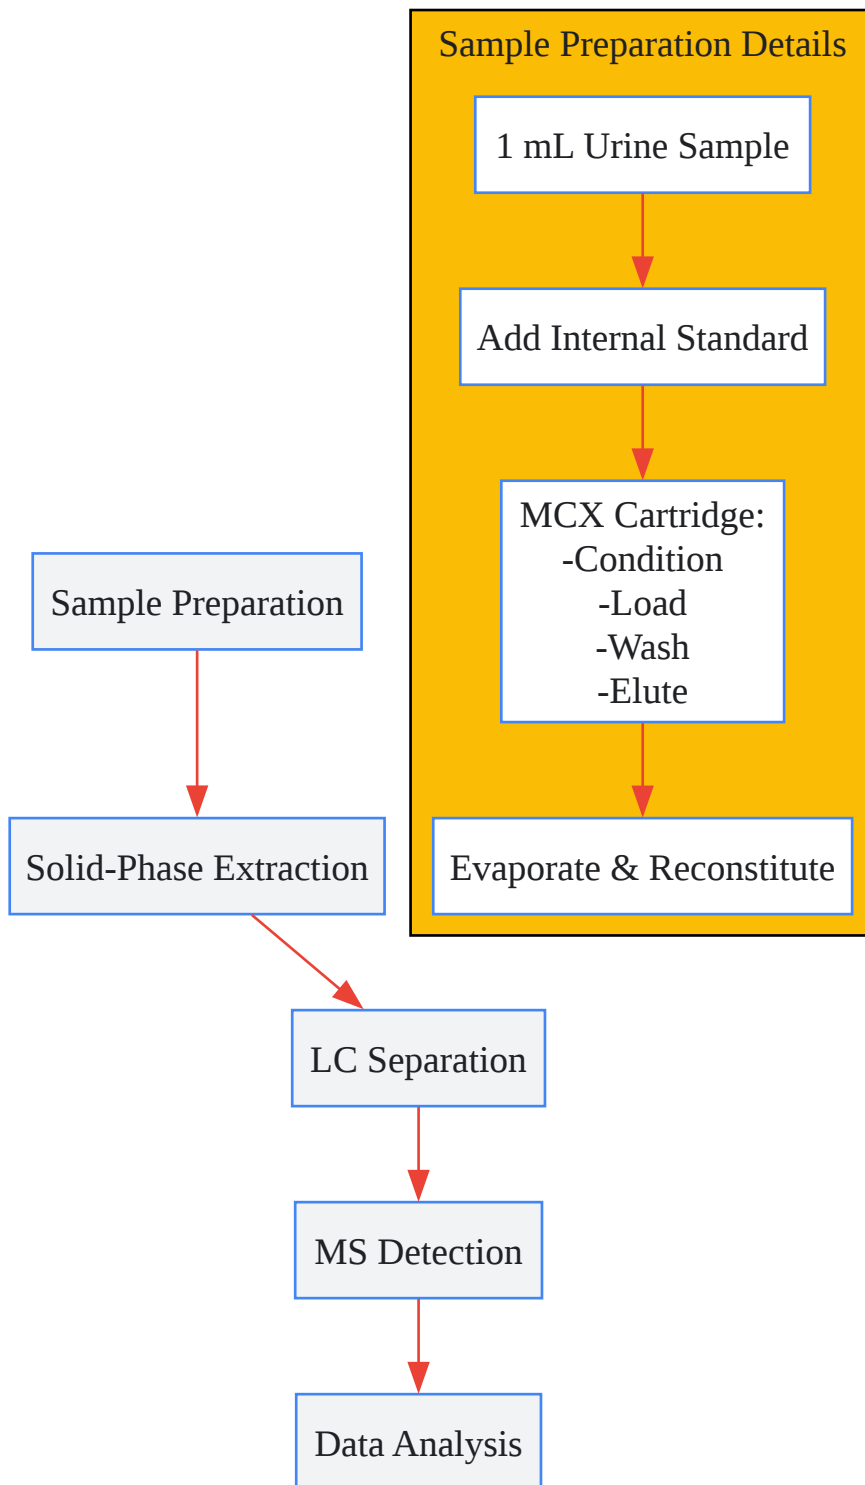 Sample Preparation Details
1 mL Urine Sample
Add Internal Standard
MCX Cartridge:
-Condition
-Load
-Wash
-Elute
Evaporate & Reconstitute
Sample Preparation
Solid-Phase Extraction
LC Separation
MS Detection
Data Analysis